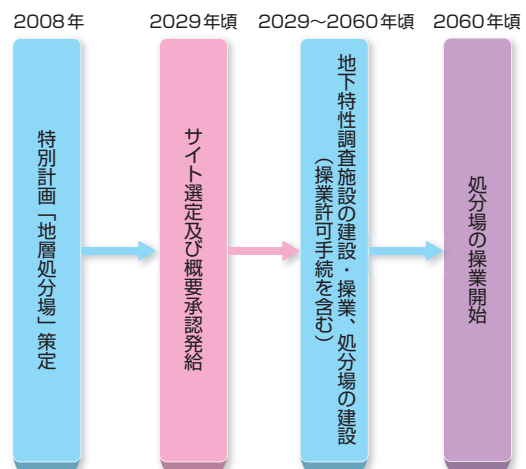 2008年
2029年頃
2029〜2060年頃
2060年頃
特別計画「地層処分場」策定
サイト選定及び概要承認発給
地下特性調査施設の建設・操業、処分場の建設
(操業許可手続を含む)
処分場の操業開始